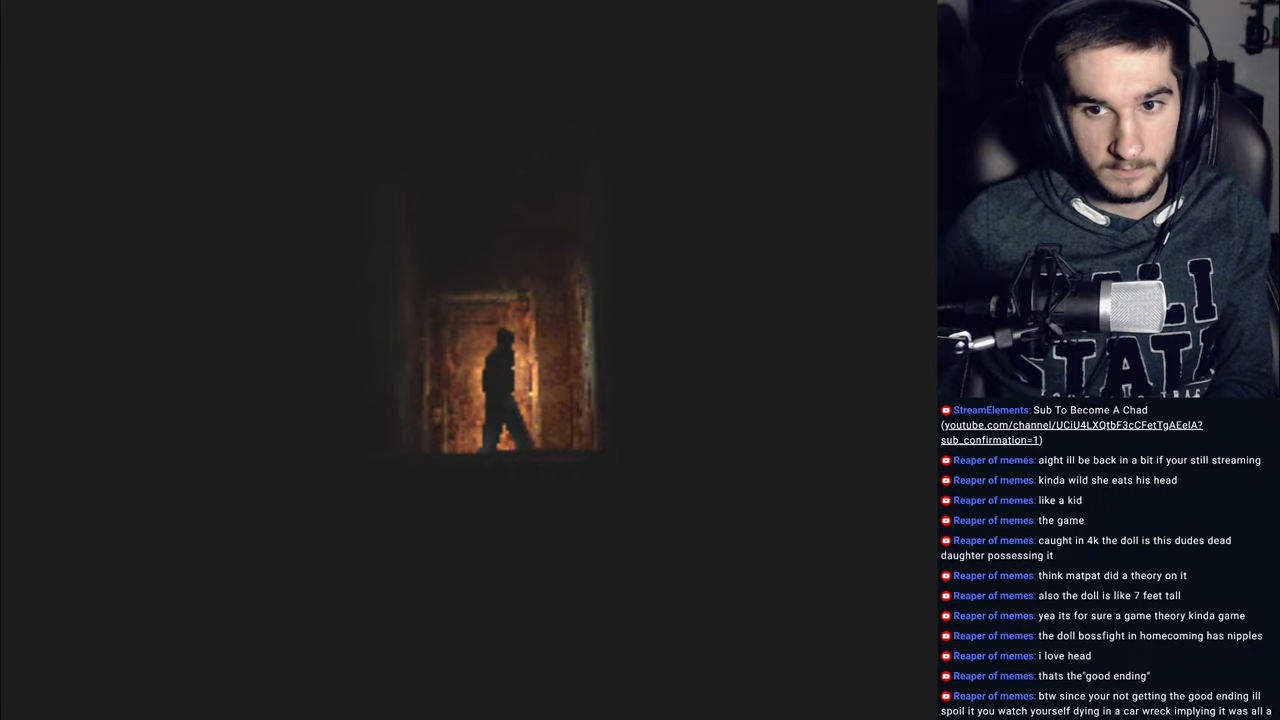 StreamElements: Sub To Become A Chad
(youtube.com/channel/UCiU4LXQtbF3cCFetTgAEeIA?
sub_confirmation=1)
Reaper of memes: aight ill be back in a bit if your still streaming
Reaper of memes: kinda wild she eats his head
Reaper of memes: like a kid
Reaper of memes: the game
Reaper of memes: caught in 4k the doll is this dudes dead
daughter possessing it
Reaper of memes: think matpat did a theory on it
Reaper of memes: also the doll is like 7 feet tall
Reaper of memes: yea its for sure a game theory kinda game
Reaper of memes: the doll bossfight in homecoming has nipples
Reaper of memes: i love head
Reaper of memes: thats the"good ending"
Reaper of memes: btw since your not getting the good ending ill
spoil it you watch yourself dying in a car wreck implying it was all a